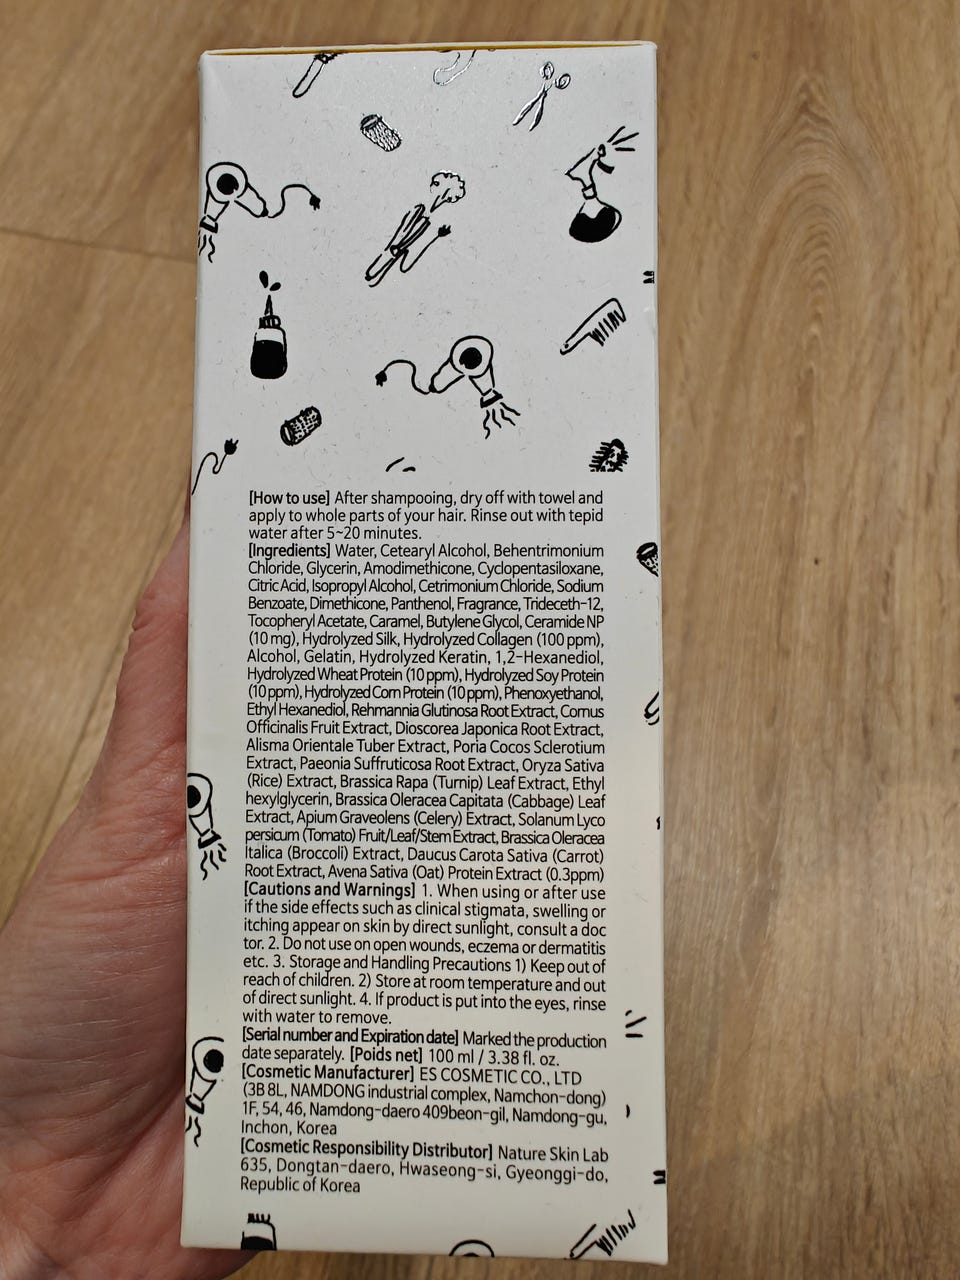 [How to use] After shampooing, dry off with towel and
apply to whole parts of your hair. Rinse out with tepid
water after 5~20 minutes.
[Ingredients] Water, Cetearyl Alcohol, Behentrimonium
Chloride, Glycerin, Amodimethicone, Cyclopentasiloxane,
Citric Acid, Isopropyl Alcohol, Cetrimonium Chloride, Sodium
Benzoate, Dimethicone, Panthenol, Fragrance, Trideceth-12,
Tocopheryl Acetate, Caramel, Butylene Glycol, Ceramide NP
(10 mg), Hydrolyzed Silk, Hydrolyzed Collagen (100 ppm),
Alcohol, Gelatin, Hydrolyzed Keratin, 1,2-Hexanediol,
Hydrolyzed Wheat Protein (10 ppm), Hydrolyzed Soy Protein
(10 ppm), Hydrolyzed Corn Protein (10 ppm), Phenoxyethanol,
Ethyl Hexanediol, Rehmannia Glutinosa Root Extract, Cornus
Officinalis Fruit Extract, Dioscorea Japonica Root Extract,
Alisma Orientale Tuber Extract, Poria Cocos Sclerotium
Extract, Paeonia Suffruticosa Root Extract, Oryza Sativa
(Rice) Extract, Brassica Rapa (Turnip) Leaf Extract, Ethyl
hexylglycerin, Brassica Oleracea Capitata (Cabbage) Leaf
Extract, Apium Graveolens (Celery) Extract, Solanum Lyco
persicum (Tomato) Fruit/Leaf/Stem Extract, Brassica Oleracea
Italica (Broccoli) Extract, Daucus Carota Sativa (Carrot)
Root Extract, Avena Sativa (Oat) Protein Extract (0.3ppm)
[Cautions and Warnings] 1. When using or after use
if the side effects such as clinical stigmata, swelling or
itching appear on skin by direct sunlight, consult a doc
tor. 2. Do not use on open wounds, eczema or dermatitis
etc. 3. Storage and Handling Precautions 1) Keep out of
reach of children. 2) Store at room temperature and out
of direct sunlight. 4. If product is put into the eyes, rinse
with water to remove.
[Serial number and Expiration date] Marked the production
date separately. [Poids net] 100 ml / 3.38 fl. oz.
[Cosmetic Manufacturer] ES COSMETIC CO., LTD
(3B 8L, NAMDONG industrial complex, Namchon-dong)
1F, 54, 46, Namdong-daero 409beon-gil, Namdong-gu,
Inchon, Korea
[Cosmetic Responsibility Distributor] Nature Skin Lab
635, Dongtan-daero, Hwaseong-si, Gyeonggi-do,
Republic of Korea